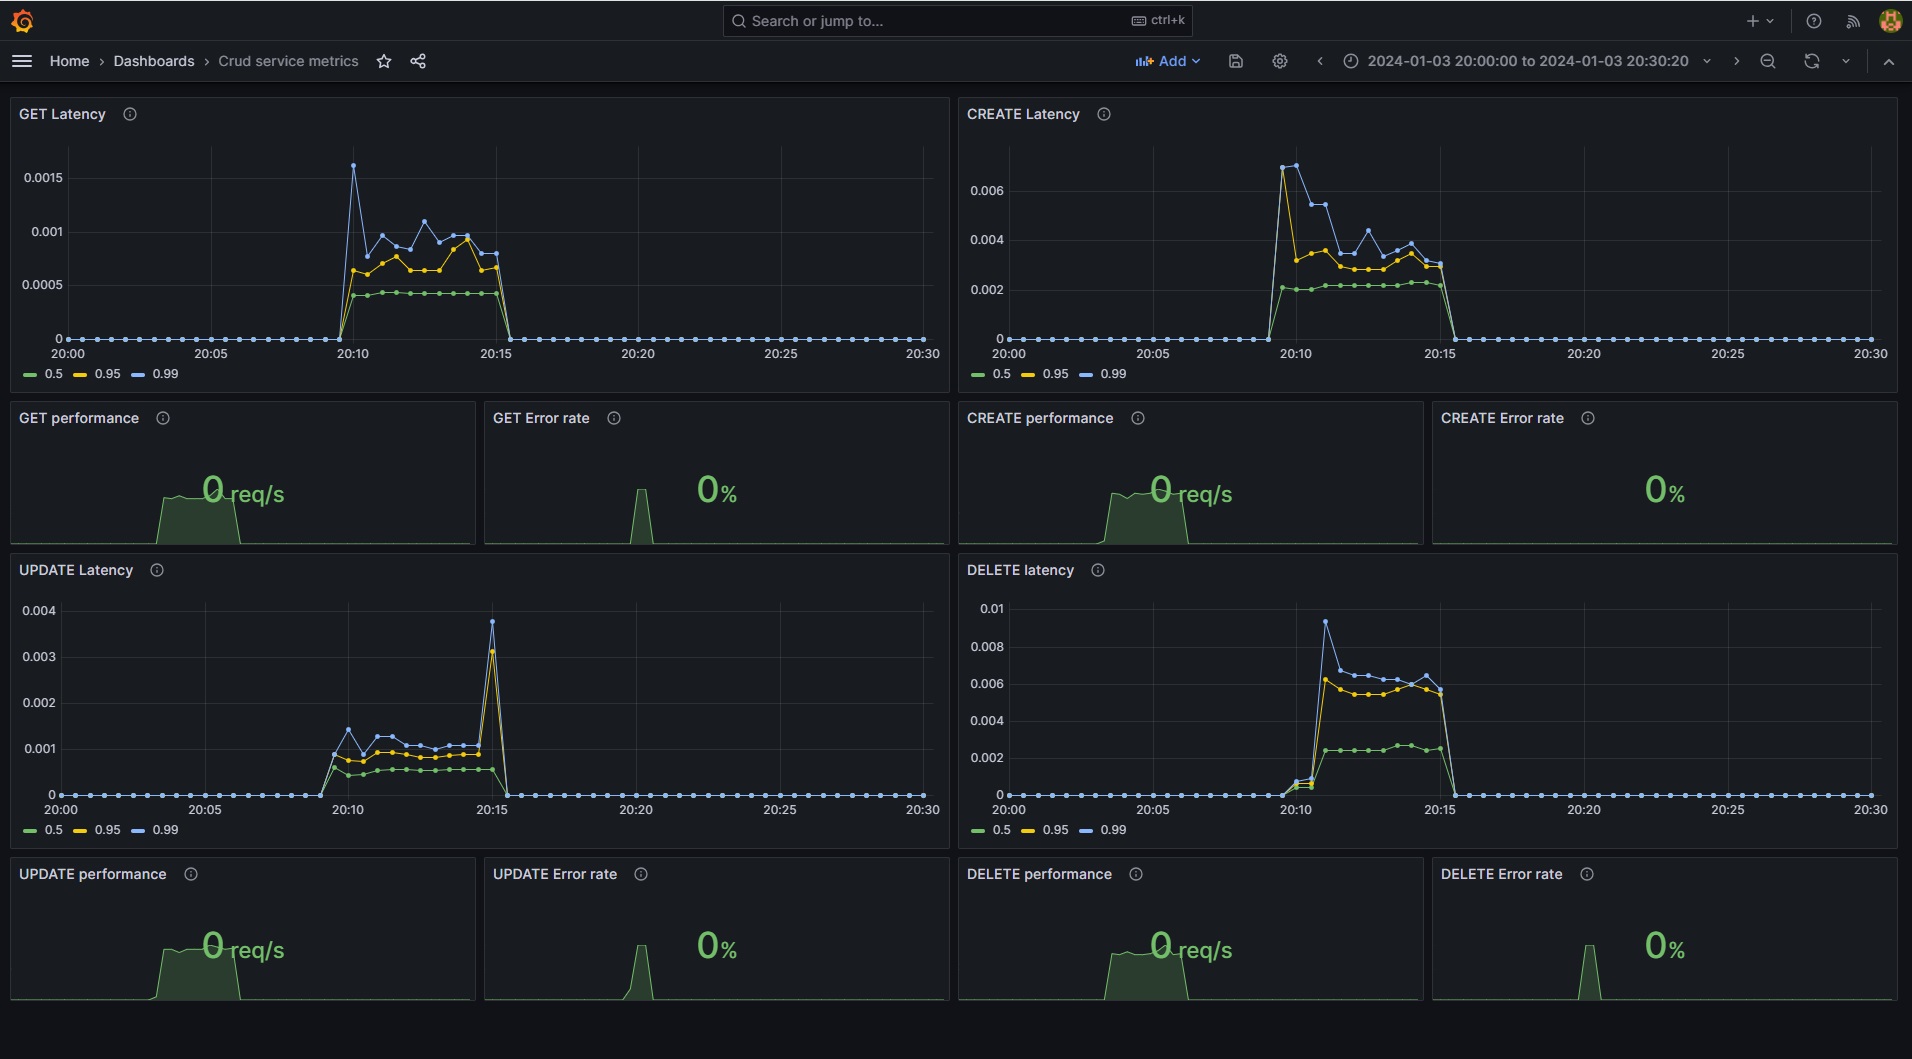 Search or jump to... ctrl+k
Home › Dashboards › Crud service metrics Add 2024-01-03 20:00:00 to 2024-01-03 20:30:20
GET Latency
0.0015
0.001
0.0005
0
20:00 20:05 20:10 20:15 20:20 20:25 20:30
0.5 0.95 0.99
CREATE Latency
0.006
0.004
0.002
0
20:00 20:05 20:10 20:15 20:20 20:25 20:30
0.5 0.95 0.99
GET performance
0 req/s
GET Error rate
0%
CREATE performance
0 req/s
CREATE Error rate
0%
UPDATE Latency
0.004
0.003
0.002
0.001
0
20:00 20:05 20:10 20:15 20:20 20:25 20:30
0.5 0.95 0.99
DELETE latency
0.01
0.008
0.006
0.004
0.002
0
20:00 20:05 20:10 20:15 20:20 20:25 20:30
0.5 0.95 0.99
UPDATE performance
0 req/s
UPDATE Error rate
0%
DELETE performance
0 req/s
DELETE Error rate
0%